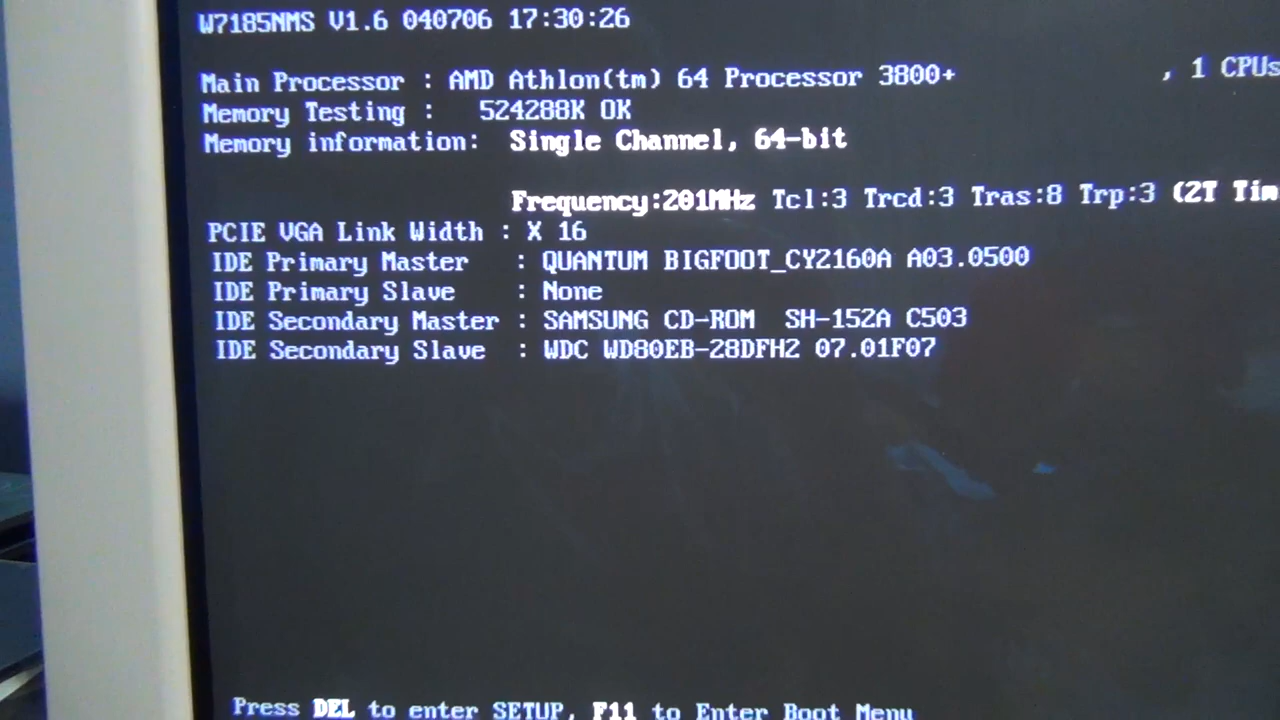 W7185NMS V1.6 040706 17:30:26
Main Processor : AMD Athlon(tm) 64 Processor 3800+ , 1 CPUs
Memory Testing : 524288K OK
Memory information: Single Channel, 64-bit
Frequency:201MHz Tcl:3 Trcd:3 Tras:8 Trp:3 (2T Tim
PCIE VGA Link Width : X 16
IDE Primary Master : QUANTUM BIGFOOT_CY2160A A03.0500
IDE Primary Slave : None
IDE Secondary Master : SAMSUNG CD-ROM SH-152A C503
IDE Secondary Slave : WDC WD80EB-28DFH2 07.01F07
Press DEL to enter SETUP, F11 to Enter Boot Menu